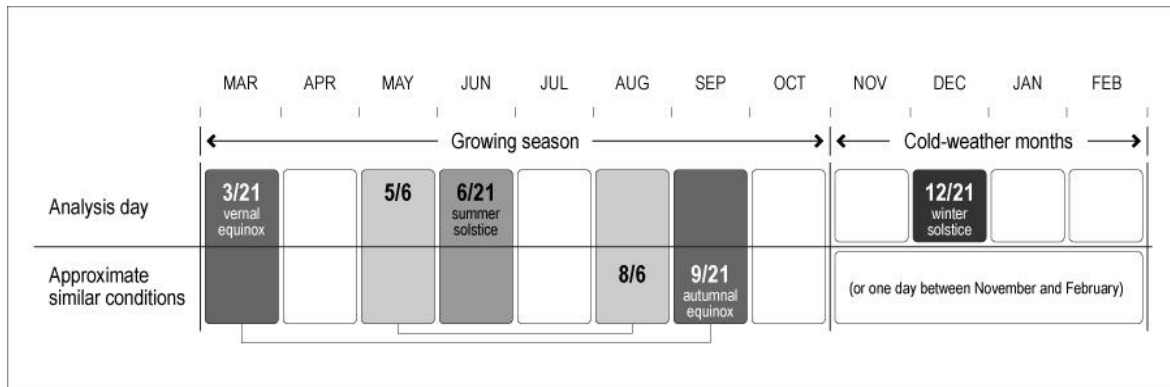 MAR APR MAY JUN JUL AUG SEP OCT NOV DEC JAN FEB
Growing season Cold-weather months
Analysis day
3/21
vernal
equinox
5/6
6/21
summer
solstice
12/21
winter
solstice
Approximate
similar conditions
8/6
9/21
autumnal
equinox
(or one day between November and February)